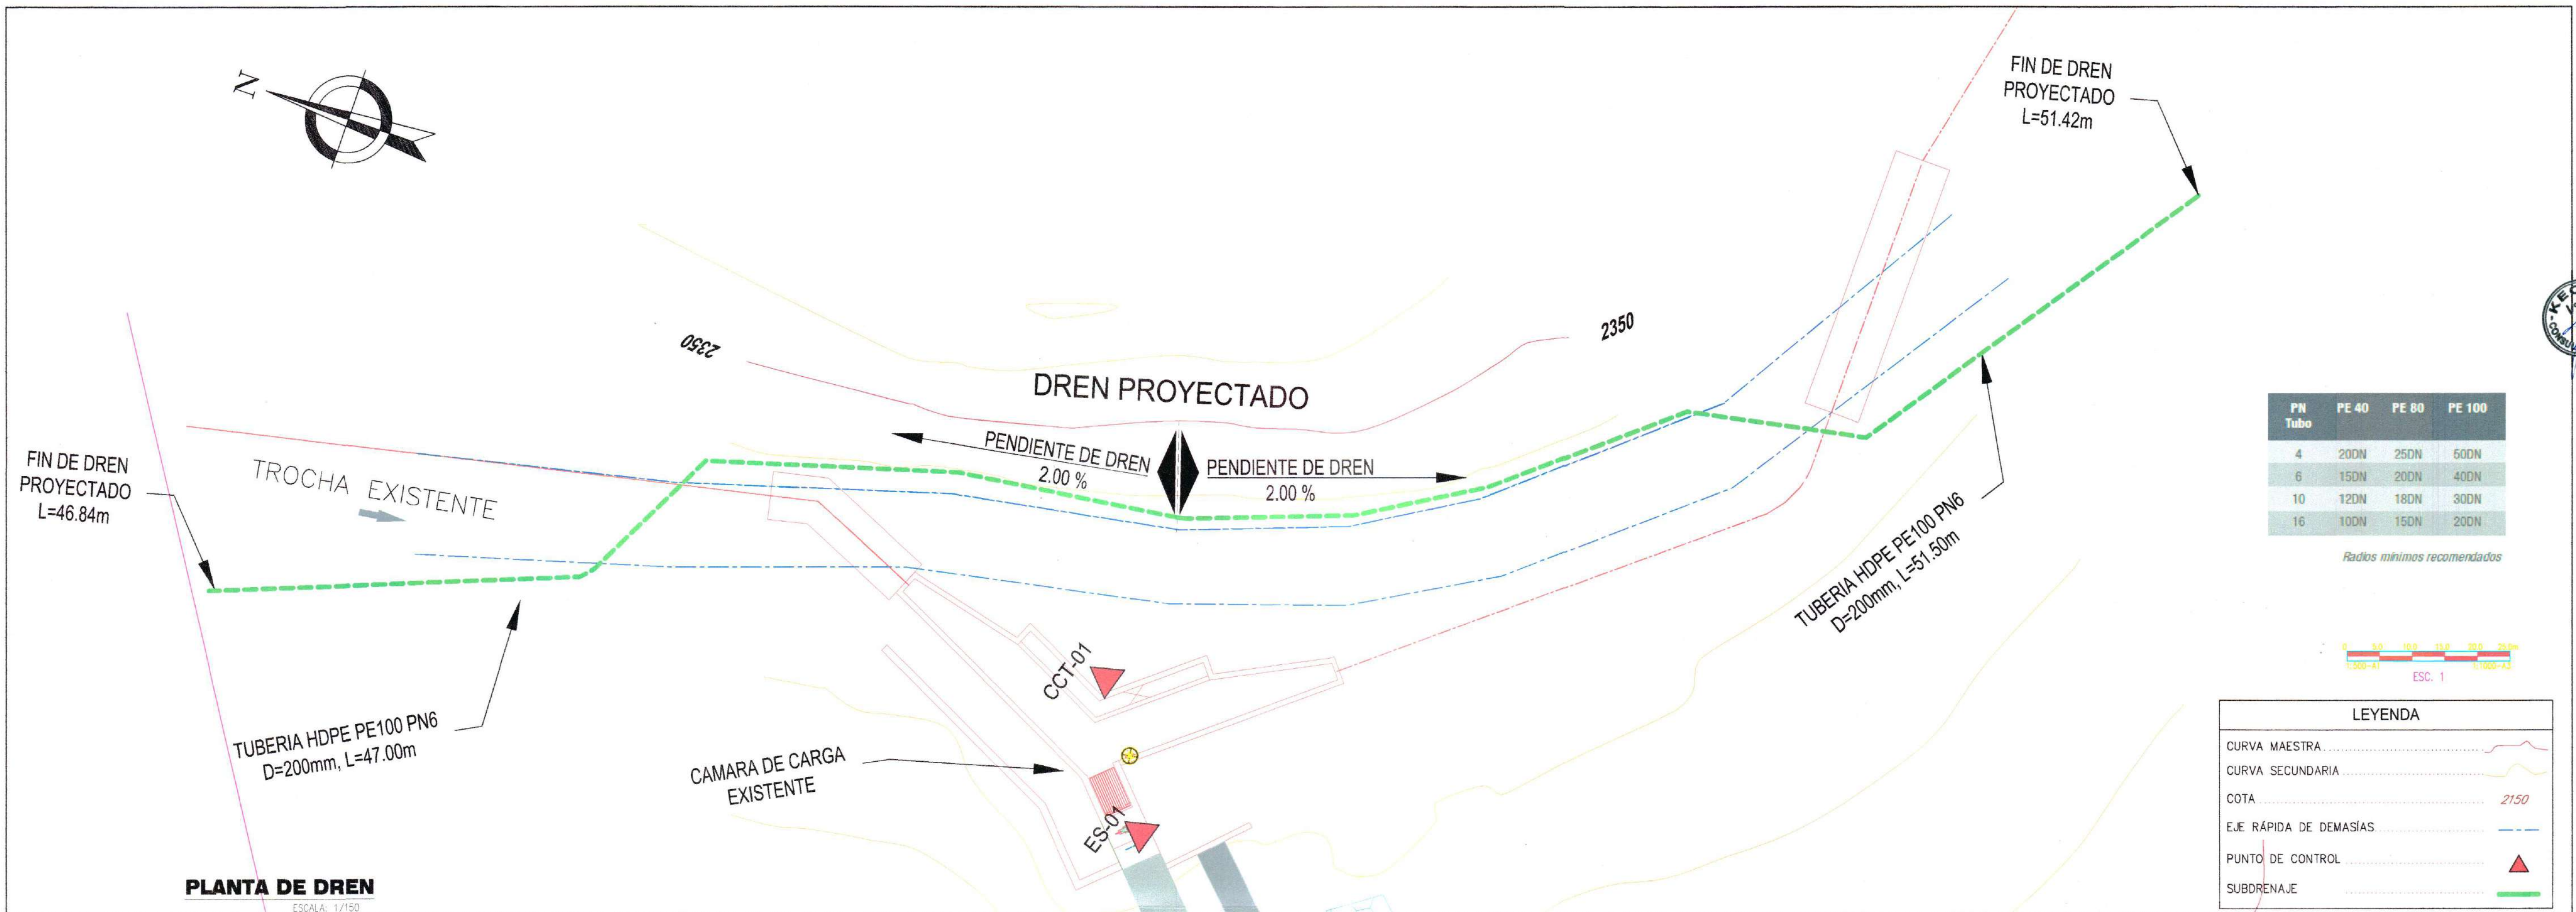 N
FIN DE DREN
PROYECTADO
L=51.42m
2350
2350
DREN PROYECTADO
PENDIENTE DE DREN
2.00 %
PENDIENTE DE DREN
2.00 %
FIN DE DREN
PROYECTADO
L=46.84m
TROCHA EXISTENTE
TUBERIA HDPE PE100 PN6
D=200mm, L=47.00m
TUBERIA HDPE PE100 PN6
D=200mm, L=51.50m
CCT-01
CAMARA DE CARGA
EXISTENTE
ES-01
PLANTA DE DREN
ESCALA: 1/150
PN Tubo PE 40 PE 80 PE 100
4 20DN 25DN 50DN
6 15DN 20DN 40DN
10 12DN 18DN 30DN
16 10DN 15DN 20DN
Radios mínimos recomendados
ESC. 1
LEYENDA
CURVA MAESTRA
CURVA SECUNDARIA
COTA 2150
EJE RÁPIDA DE DEMASÍAS
PUNTO DE CONTROL
SUBDRENAJE